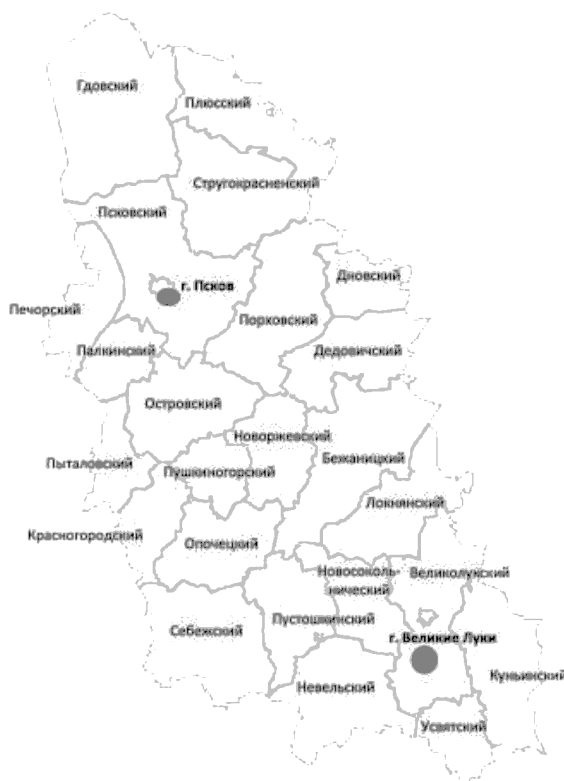 Гдовский
Плюсский
Стругокрасненский
Псковский
г. Псков
Дновский
Печорский
Порховский
Палкинский
Дедовичский
Островский
Новоржевский
Бежаницкий
Пыталовский
Пушкиногорский
Локнянский
Красногородский
Опочецкий
Новосоколь-
нический
Великолукский
Пустошкинский
Себежский
г. Великие Луки
Куньинский
Невельский
Усвятский